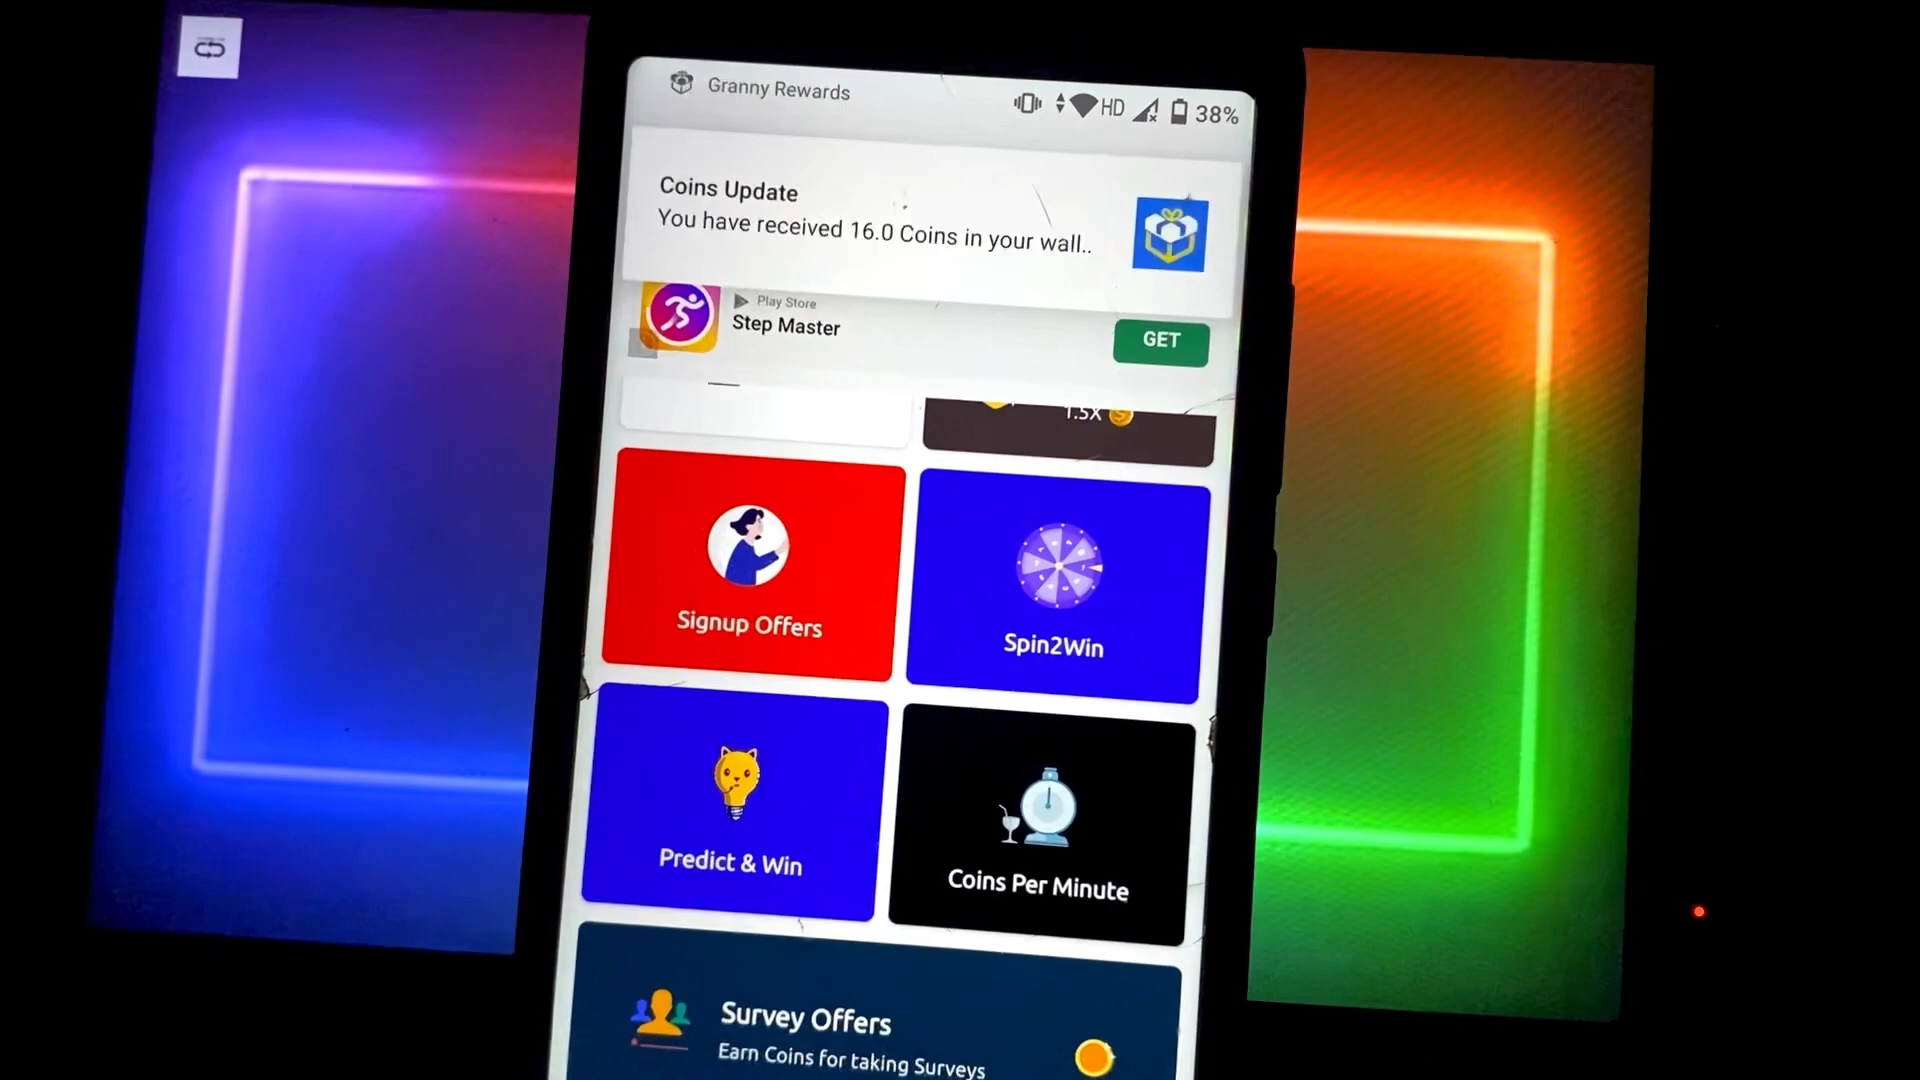 Granny Rewards
HD 38%
Coins Update
You have received 16.0 Coins in your wall..
Play Store
Step Master
GET
1.5X
Signup Offers
Spin2Win
Predict & Win
Coins Per Minute
Survey Offers
Earn Coins for taking Surveys